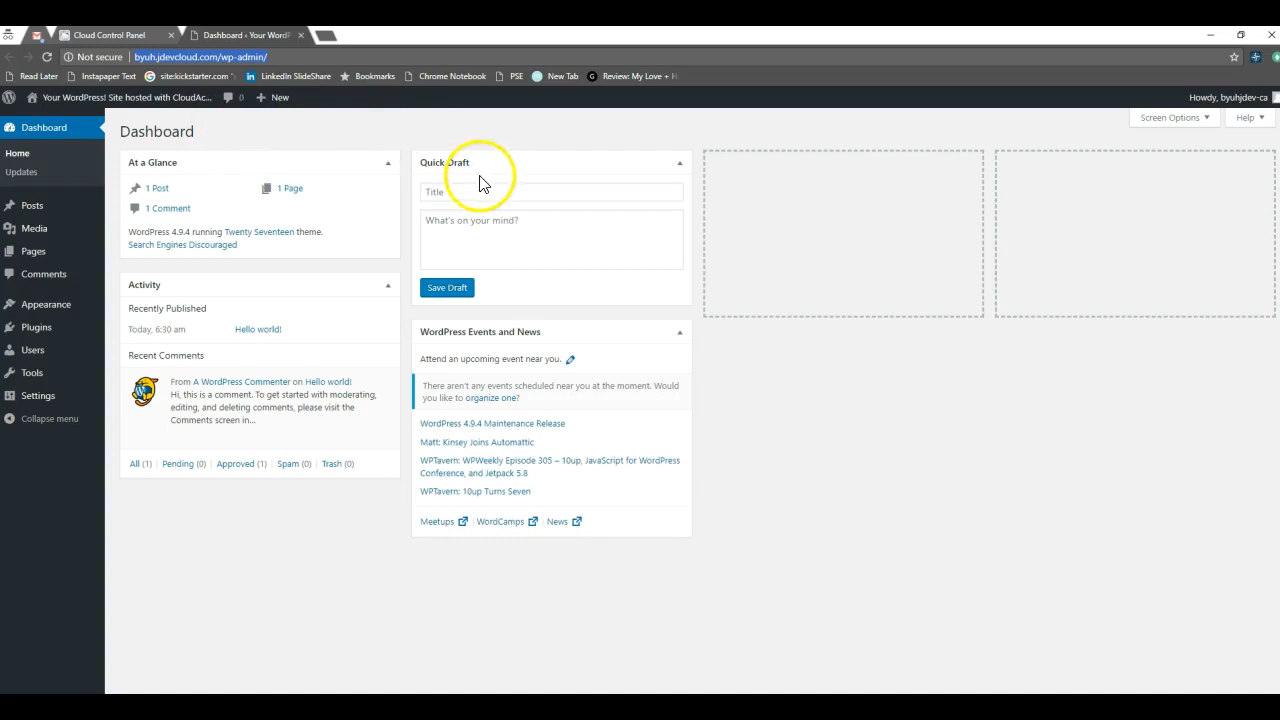 Cloud Control Panel
Dashboard ‹ Your WordP
Not secure
byuh.jdevcloud.com/wp-admin/
Read Later
Instapaper Text
site:kickstarter.com "
LinkedIn SlideShare
Bookmarks
Chrome Notebook
PSE
New Tab
Review: My Love + H
Your WordPress! Site hosted with CloudAc...
0
New
Howdy, byuhjdev-ca
Dashboard
Home
Updates
Posts
Media
Pages
Comments
Appearance
Plugins
Users
Tools
Settings
Collapse menu
Dashboard
Screen Options
Help
At a Glance
1 Post
1 Page
1 Comment
WordPress 4.9.4 running Twenty Seventeen theme.
Search Engines Discouraged
Activity
Recently Published
Today, 6:30 am
Hello world!
Recent Comments
From A WordPress Commenter on Hello world!
Hi, this is a comment. To get started with moderating,
editing, and deleting comments, please visit the
Comments screen in...
All (1) | Pending (0) | Approved (1) | Spam (0) | Trash (0)
Quick Draft
Title
What's on your mind?
Save Draft
WordPress Events and News
Attend an upcoming event near you.
There aren't any events scheduled near you at the moment. Would
you like to organize one?
WordPress 4.9.4 Maintenance Release
Matt: Kinsey Joins Automattic
WPTavern: WPWeekly Episode 305 – 10up, JavaScript for WordPress
Conference, and Jetpack 5.8
WPTavern: 10up Turns Seven
Meetups | WordCamps | News